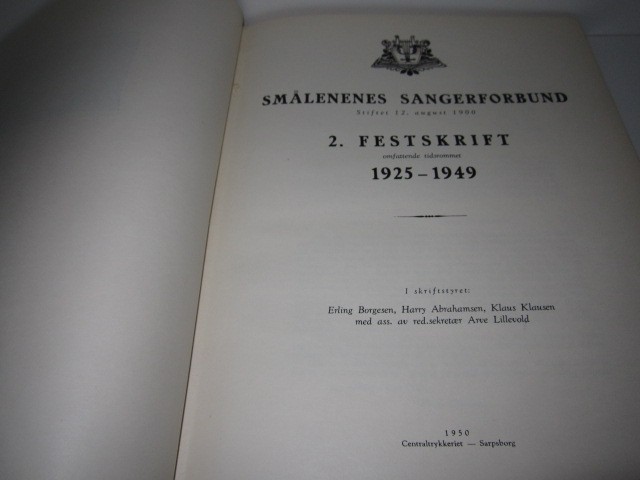 SMÅLENENES SANGERFORBUND
Stiftet 12. august 1900
2. FESTSKRIFT
omfattende tidsrommet
1925 – 1949
I skriftstyret:
Erling Borgesen, Harry Abrahamsen, Klaus Klausen
med ass. av red.sekretær Arve Lillevold
1950
Centraltrykkeriet — Sarpsborg